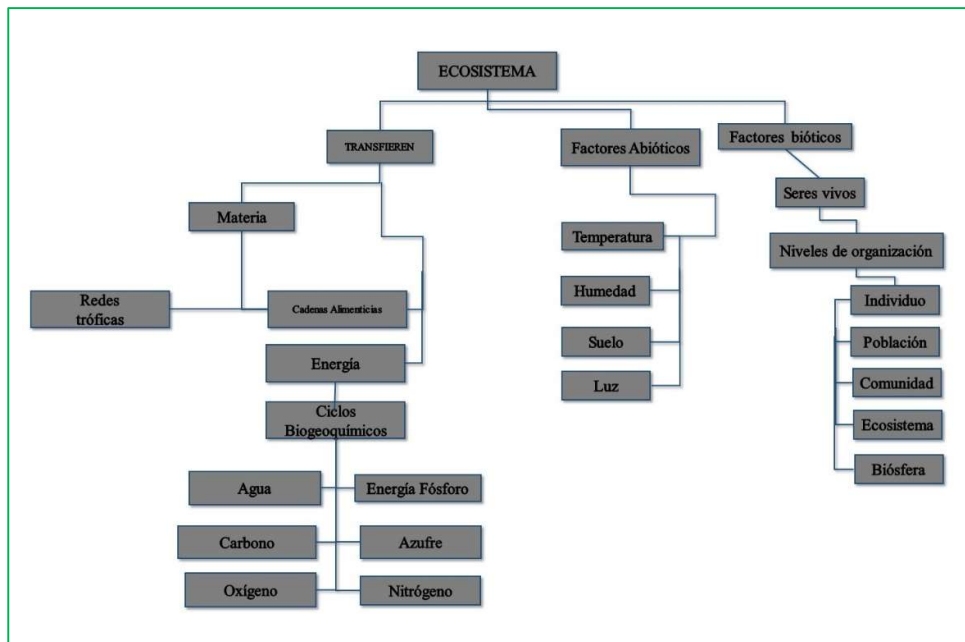 ECOSISTEMA
TRANSFIEREN
Factores Abióticos
Factores bióticos
Seres vivos
Materia
Temperatura
Niveles de organización
Redes
tróficas
Cadenas Alimenticias
Humedad
Individuo
Suelo
Población
Energía
Luz
Comunidad
Ciclos
Biogeoquímicos
Ecosistema
Biósfera
Agua
Energía Fósforo
Carbono
Azufre
Oxígeno
Nitrógeno